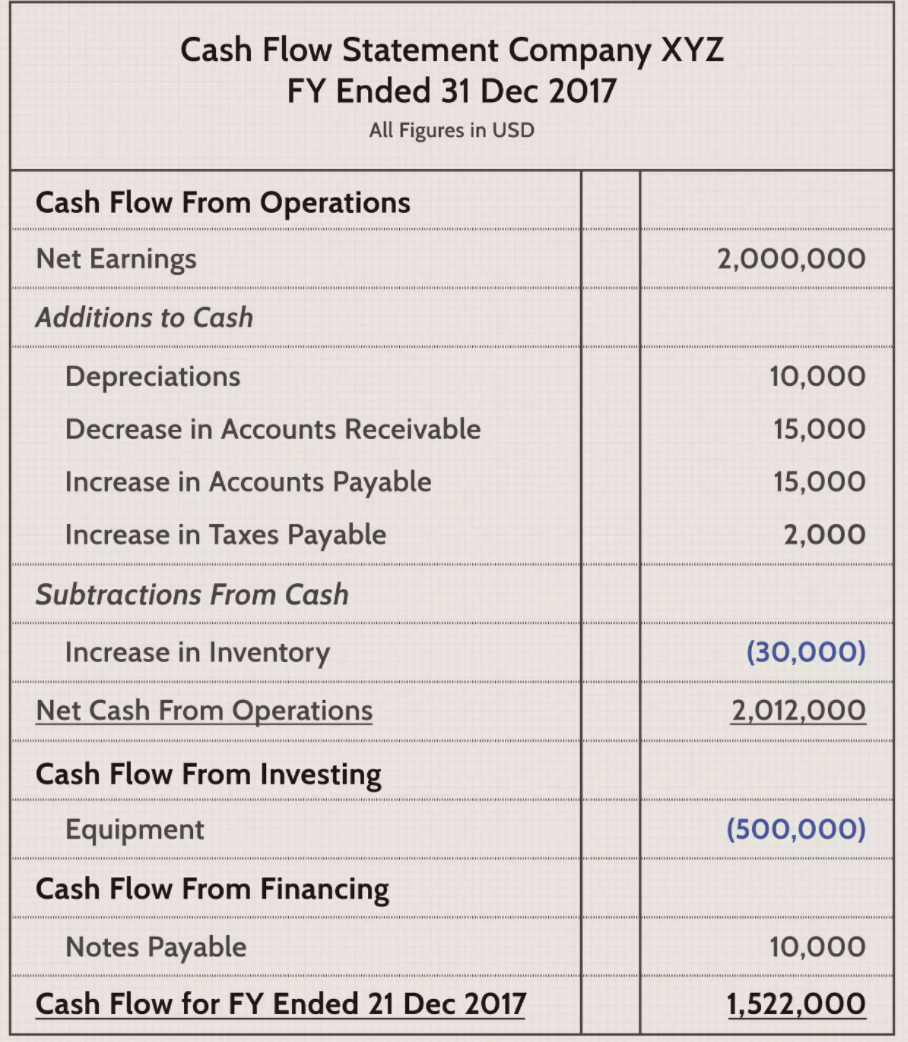 Cash Flow Statement Company XYZ
FY Ended 31 Dec 2017
All Figures in USD
Cash Flow From Operations
Net Earnings 2,000,000
Additions to Cash
Depreciations 10,000
Decrease in Accounts Receivable 15,000
Increase in Accounts Payable 15,000
Increase in Taxes Payable 2,000
Subtractions From Cash
Increase in Inventory (30,000)
Net Cash From Operations 2,012,000
Cash Flow From Investing
Equipment (500,000)
Cash Flow From Financing
Notes Payable 10,000
Cash Flow for FY Ended 21 Dec 2017 1,522,000